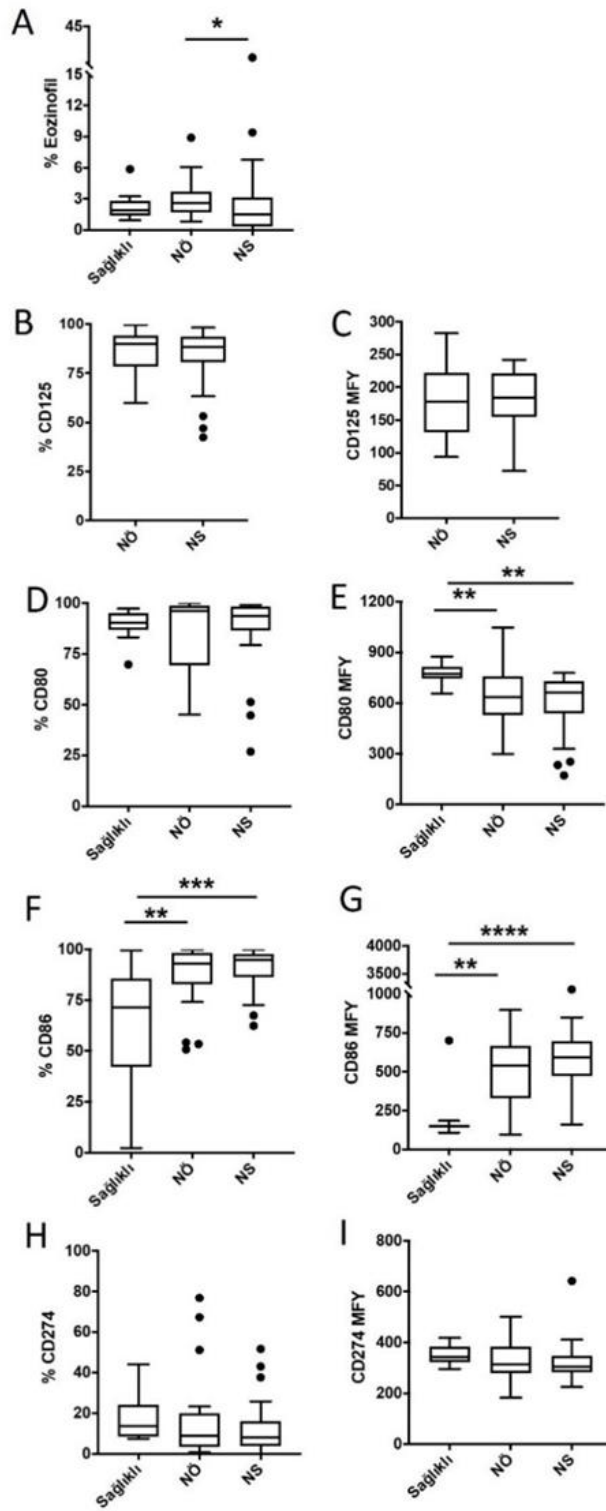 A
*
45
15
12
9
6
3
0
% Eozinofil
Sağlıklı
NÖ
NS
B
100
75
50
25
0
% CD125
NÖ
NS
C
300
250
200
150
100
50
0
CD125 MFY
NÖ
NS
D
100
75
50
25
0
% CD80
Sağlıklı
NÖ
NS
E
**
**
1200
900
600
300
0
CD80 MFY
Sağlıklı
NÖ
NS
F
***
**
100
75
50
25
0
% CD86
Sağlıklı
NÖ
NS
G
****
**
4000
3500
1000
750
500
250
0
CD86 MFY
Sağlıklı
NÖ
NS
H
100
80
60
40
20
0
% CD274
Sağlıklı
NÖ
NS
I
800
600
400
200
0
CD274 MFY
Sağlıklı
NÖ
NS